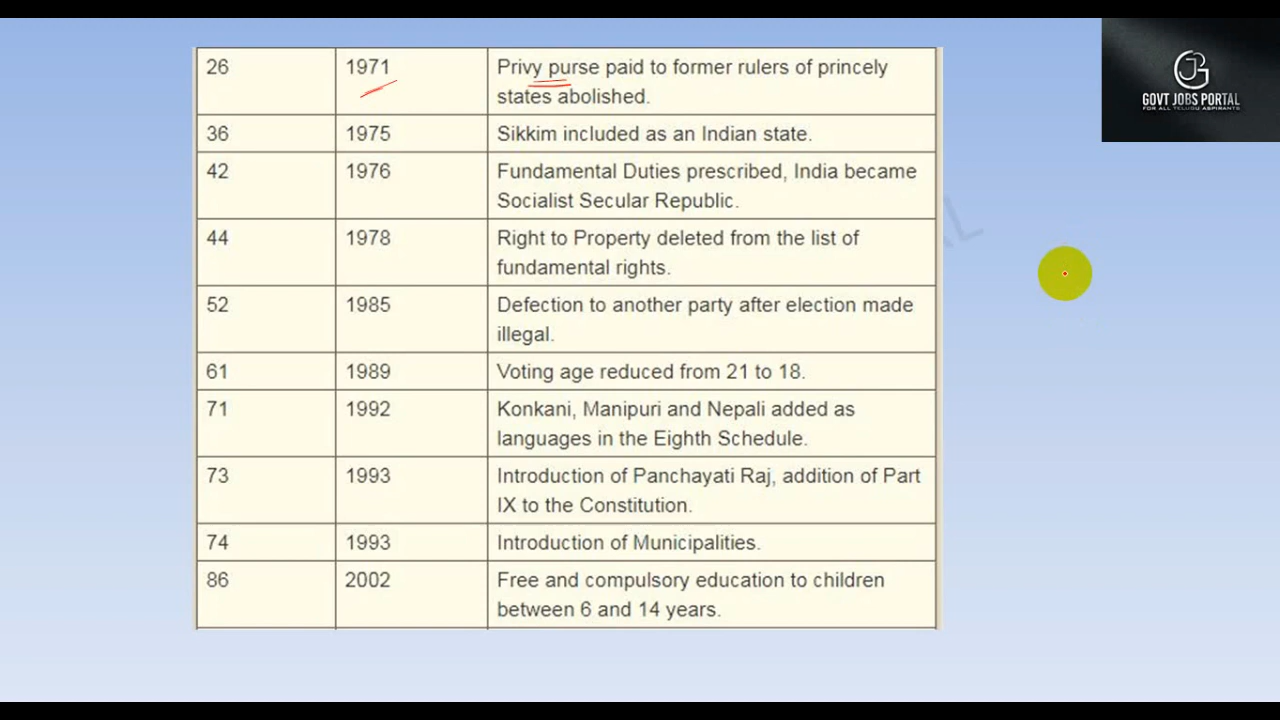 26 1971 Privy purse paid to former rulers of princely
states abolished.
36 1975 Sikkim included as an Indian state.
42 1976 Fundamental Duties prescribed, India became
Socialist Secular Republic.
44 1978 Right to Property deleted from the list of
fundamental rights.
52 1985 Defection to another party after election made
illegal.
61 1989 Voting age reduced from 21 to 18.
71 1992 Konkani, Manipuri and Nepali added as
languages in the Eighth Schedule.
73 1993 Introduction of Panchayati Raj, addition of Part
IX to the Constitution.
74 1993 Introduction of Municipalities.
86 2002 Free and compulsory education to children
between 6 and 14 years.
GOVT JOBS PORTAL
FOR ALL TELUGU ASPIRANTS